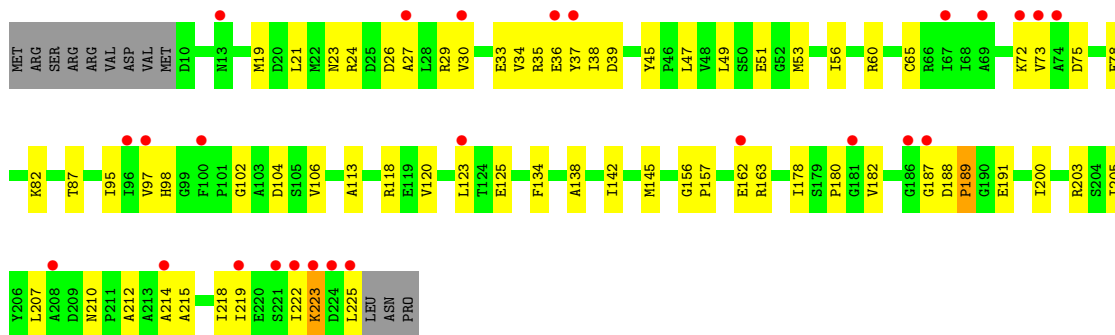 MET ARG SER ARG ARG VAL ASP VAL MET D10 N13 M19 D20 L21 M22 N23 R24 D25 D26 A27 L28 R29 V30 E33 V34 R35 E36 Y37 I38 D39 Y45 P46 L47 V48 L49 S50 E51 G52 M53 I56 R60 C65 R66 I67 I68 A69 K72 V73 A74 D75
K82 T87 I95 I96 V97 H98 G99 F100 P101 G102 A103 D104 S105 V106 A113 R118 E119 V120 L123 T124 E125 F134 A138 I142 M145 G156 P157 E162 R163 I178 S179 P180 G181 V182 G186 G187 D188 P189 G190 E191 I200 R203 S204
Y206 L207 A208 D209 N210 P211 A212 A213 A214 A215 I218 I219 E220 S221 I222 K223 D224 L225 LEU ASN PRO